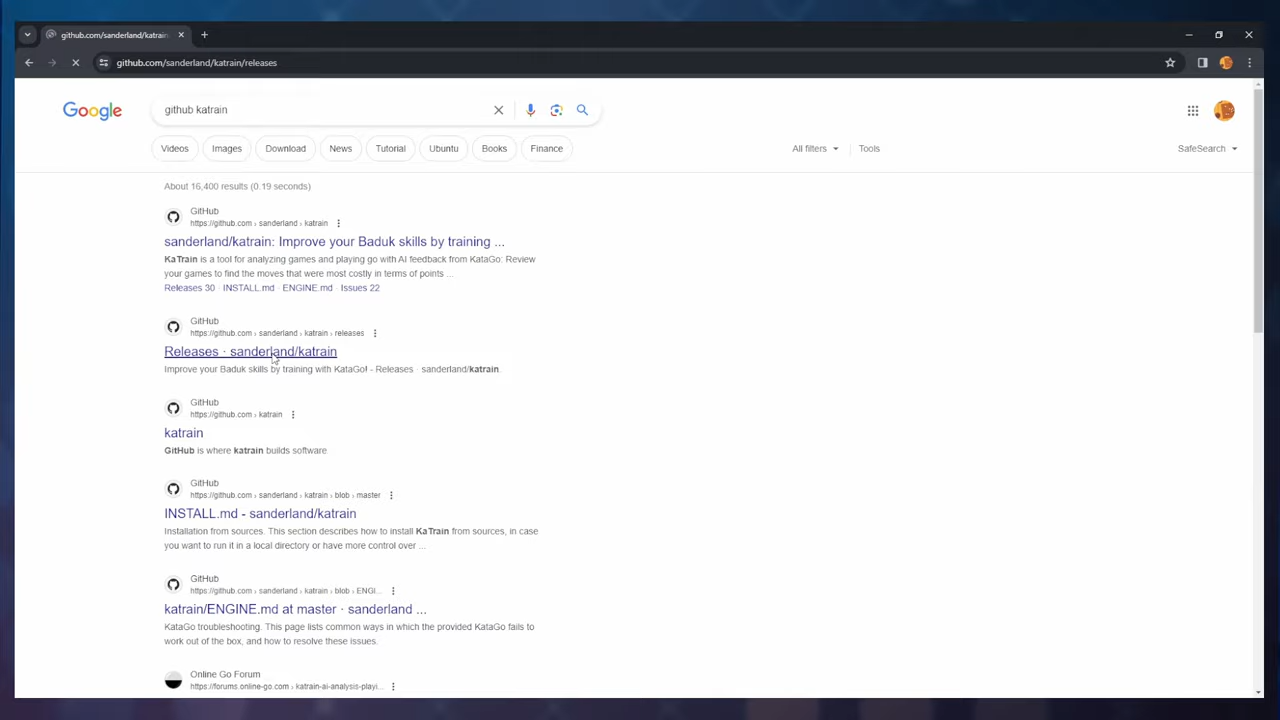 github.com/sanderland/katrain
github.com/sanderland/katrain/releases
Google
github katrain
Videos
Images
Download
News
Tutorial
Ubuntu
Books
Finance
All filters
Tools
SafeSearch
About 16,400 results (0.19 seconds)
GitHub
https://github.com › sanderland › katrain
sanderland/katrain: Improve your Baduk skills by training ...
KaTrain is a tool for analyzing games and playing go with AI feedback from KataGo: Review
your games to find the moves that were most costly in terms of points ...
Releases 30 · INSTALL.md · ENGINE.md · Issues 22
GitHub
https://github.com › sanderland › katrain › releases
Releases · sanderland/katrain
Improve your Baduk skills by training with KataGo! - Releases · sanderland/katrain.
GitHub
https://github.com › katrain
katrain
GitHub is where katrain builds software
GitHub
https://github.com › sanderland › katrain › blob › master
INSTALL.md - sanderland/katrain
Installation from sources. This section describes how to install KaTrain from sources, in case
you want to run it in a local directory or have more control over ...
GitHub
https://github.com › sanderland › katrain › blob › ENGI...
katrain/ENGINE.md at master · sanderland ...
KataGo troubleshooting. This page lists common ways in which the provided KataGo fails to
work out of the box, and how to resolve these issues.
Online Go Forum
https://forums.online-go.com › katrain-ai-analysis-playi...